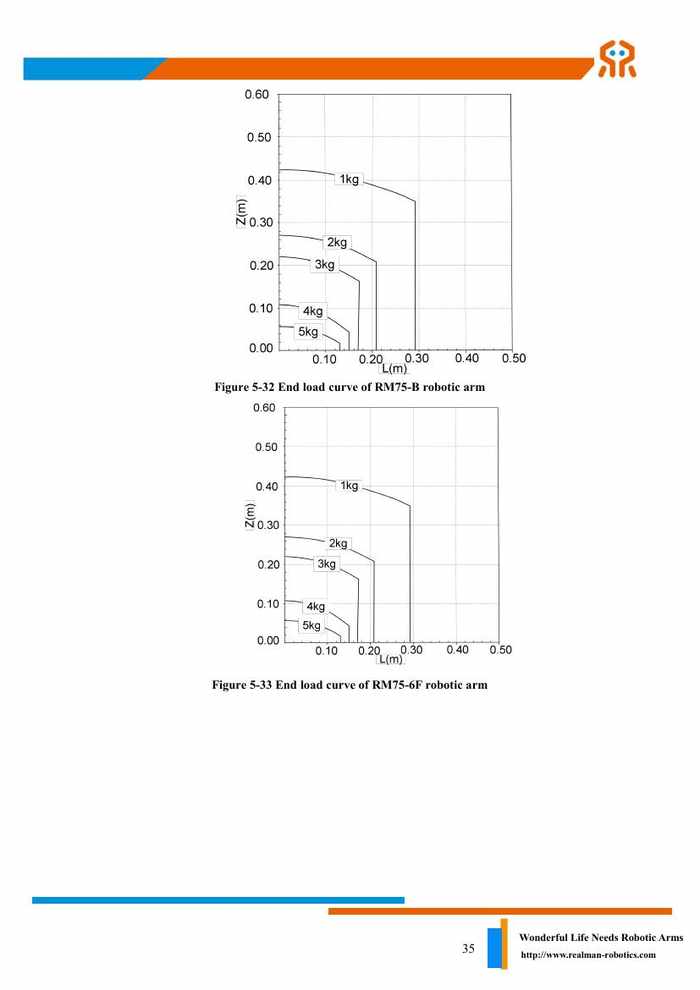 0.60
0.50
1kg
0.40
Z(m)
0.30
2kg
3kg
0.20
4kg
0.10
5kg
0.00
0.10 0.20 0.30 0.40 0.50
L(m)
Figure 5-32 End load curve of RM75-B robotic arm
0.60
0.50
1kg
0.40
Z(m)
0.30
2kg
3kg
0.20
4kg
0.10
5kg
0.00
0.10 0.20 0.30 0.40 0.50
L(m)
Figure 5-33 End load curve of RM75-6F robotic arm
35
Wonderful Life Needs Robotic Arms
http://www.realman-robotics.com